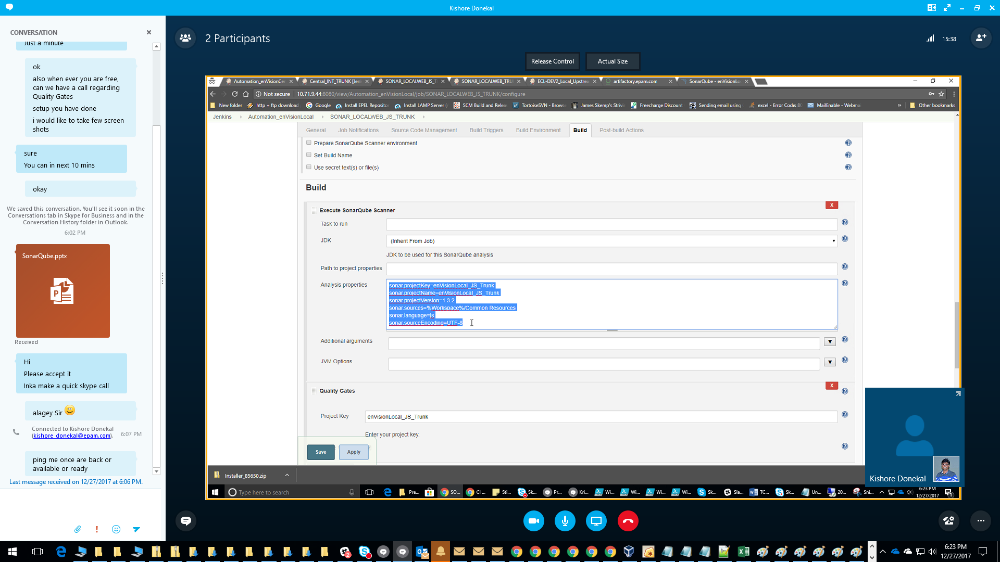 Kishore Donekal
CONVERSATION
Just a minute
ok
also when ever you are free,
can we have a call regarding
Quality Gates
setup you have done
i would like to take few screen
shots
sure
You can in next 10 mins
okay
We saved this conversation. You'll see it soon in the
Conversations tab in Skype for Business and in the
Conversation History folder in Outlook.
6:02 PM
SonarQube.pptx
Received
Hi
Please accept it
Inka make a quick skype call
alagey Sir
Connected to Kishore Donekal
(kishore_donekal@epam.com).
6:07 PM
ping me once are back or
available or ready
Last message received on 12/27/2017 at 6:06 PM.
2 Participants
15:38
Release Control
Actual Size
Automation_enVisionCe
Central_INT_TRUNK [Jen
SONAR_LOCALWEB_JS_T
SONAR_LOCALWEB_TRU
ECL-DEV2_Local_Upstrea
artifactory.epam.com
SonarQube - enVisionLo
Not secure
10.71.9.44:8080/view/Automation_enVisionLocal/job/SONAR_LOCALWEB_JS_TRUNK/configure
New folder
http + ftp download
Google
Install EPEL Reposito
Install LAMP Server (
SCM Build and Relea
TortoiseSVN - Browse
James Skemp's Strivi
Freecharge Discount
Sending email using
excel - Error Code: 80
MailEnable - Webma
»
Other bookmarks
Jenkins
Automation_enVisionLocal
SONAR_LOCALWEB_JS_TRUNK
General
Job Notifications
Source Code Management
Build Triggers
Build Environment
Build
Post-build Actions
Prepare SonarQube Scanner environment
Set Build Name
Use secret text(s) or file(s)
Build
X
Execute SonarQube Scanner
Task to run
JDK
(Inherit From Job)
JDK to be used for this SonarQube analysis
Path to project properties
Analysis properties
sonar.projectKey=enVisionLocal_JS_Trunk
sonar.projectName=enVisionLocal_JS_Trunk
sonar.projectVersion=1.3.2
sonar.sources=%Workspace%/Common Resources
sonar.language=js
sonar.sourceEncoding=UTF-8
Additional arguments
JVM Options
X
Quality Gates
Project Key
enVisionLocal_JS_Trunk
Enter your project key.
Save
Apply
Kishore Donekal
Installer_85650.zip
Type here to search
Pre...
SO...
CI ...
Sti...
Sk...
Pr...
Kri...
Wi...
Wi...
Wi...
Wi...
Sk...
Sla...
TC...
Sk...
Un...
20...
Sni...
6:23 PM
12/27/2017
1
2
6:23 PM
12/27/2017